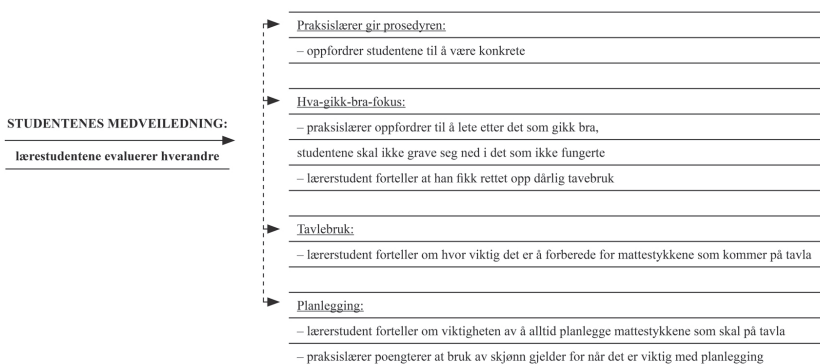 STUDENTENES MEDVEILEDNING:
lærestudentene evaluerer hverandre
Praksislærer gir prosedyren:
– oppfordrer studentene til å være konkrete
Hva-gikk-bra-fokus:
– praksislærer oppfordrer til å lete etter det som gikk bra,
studentene skal ikke grave seg ned i det som ikke fungerte
– lærerstudent forteller at han fikk rettet opp dårlig tavebruk
Tavlebruk:
– lærerstudent forteller om hvor viktig det er å forberede for mattestykkene som kommer på tavla
Planlegging:
– lærerstudent forteller om viktigheten av å alltid planlegge mattestykkene som skal på tavla
– praksislærer poengterer at bruk av skjønn gjelder for når det er viktig med planlegging